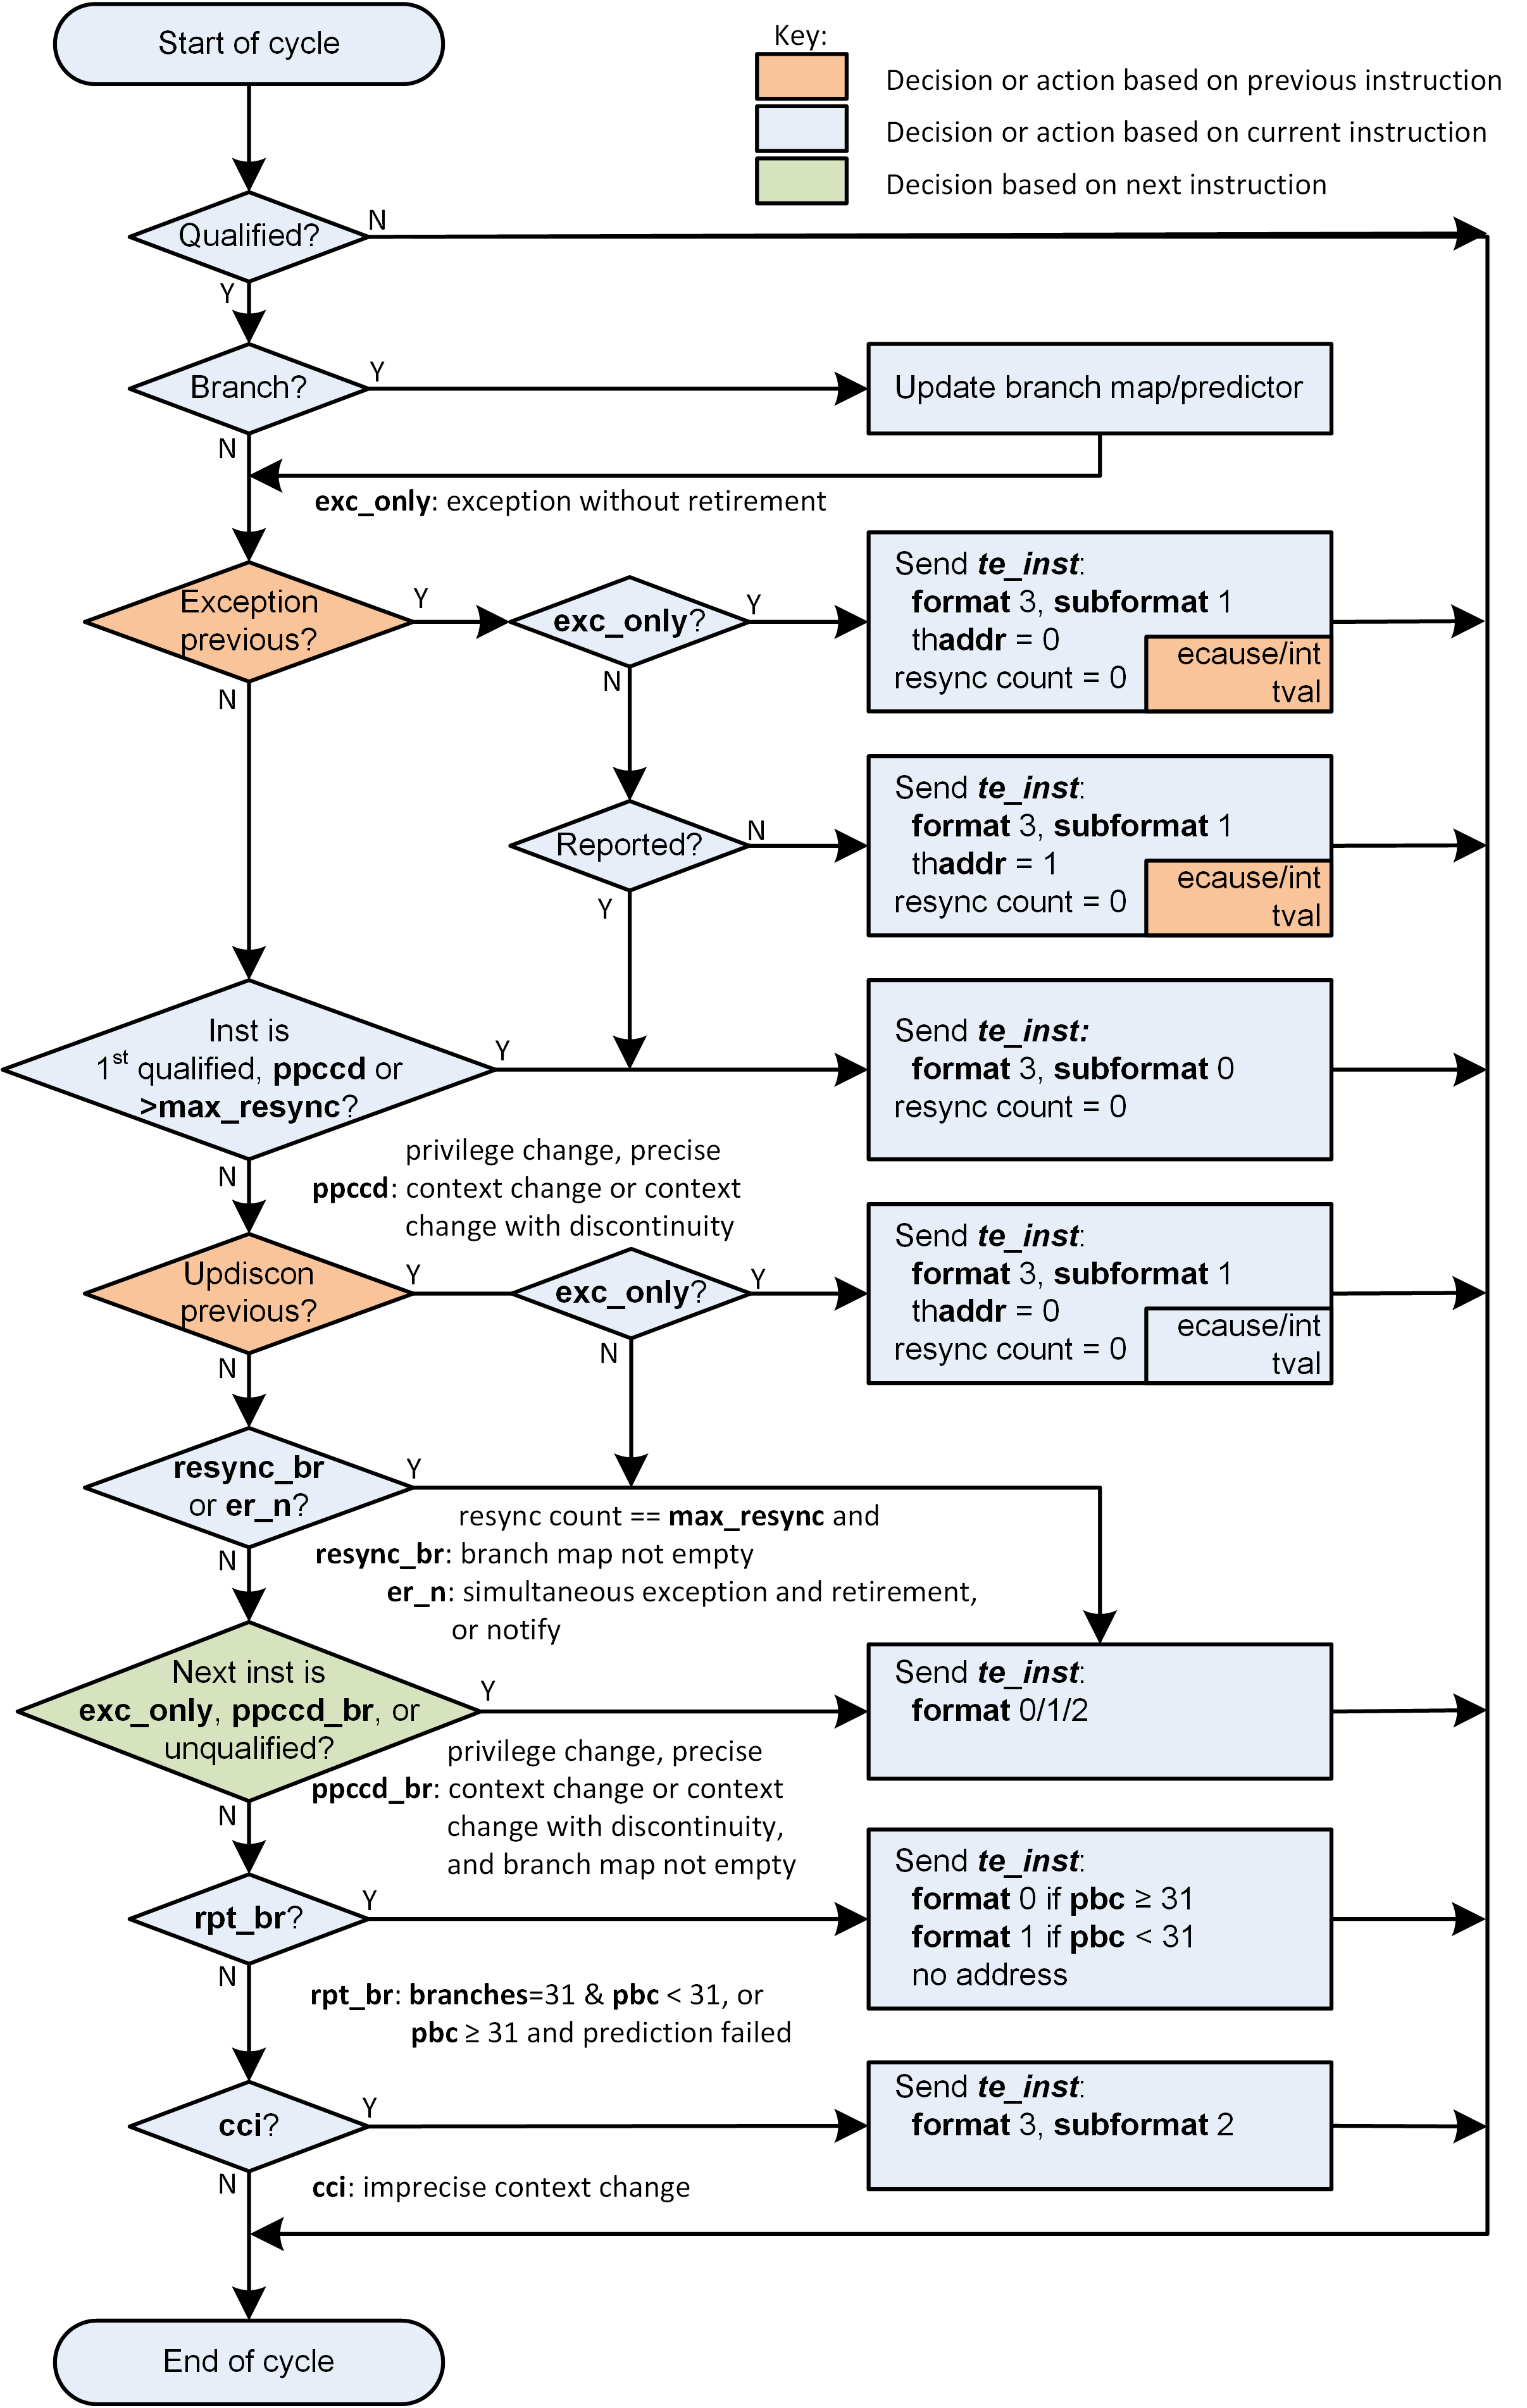 Start of cycle
Key:
Decision or action based on previous instruction
Decision or action based on current instruction
Decision based on next instruction
Qualified?
N
Y
Branch?
Y
Update branch map/predictor
N
exc_only: exception without retirement
Exception
previous?
Y
exc_only?
Y
Send te_inst:
format 3, subformat 1
thaddr = 0
resync count = 0
ecause/int
tval
N
N
Reported?
N
Send te_inst:
format 3, subformat 1
thaddr = 1
resync count = 0
ecause/int
tval
Y
Inst is
1st qualified, ppccd or
>max_resync?
Y
Send te_inst:
format 3, subformat 0
resync count = 0
N
privilege change, precise
ppccd: context change or context
change with discontinuity
Updiscon
previous?
Y
exc_only?
Y
Send te_inst:
format 3, subformat 1
thaddr = 0
resync count = 0
ecause/int
tval
N
N
resync_br
or er_n?
Y
resync count == max_resync and
resync_br: branch map not empty
er_n: simultaneous exception and retirement,
or notify
N
Next inst is
exc_only, ppccd_br, or
unqualified?
Y
Send te_inst:
format 0/1/2
privilege change, precise
ppccd_br: context change or context
change with discontinuity,
and branch map not empty
N
rpt_br?
Y
Send te_inst:
format 0 if pbc ≥ 31
format 1 if pbc < 31
no address
N
rpt_br: branches=31 & pbc < 31, or
pbc ≥ 31 and prediction failed
cci?
Y
Send te_inst:
format 3, subformat 2
N
cci: imprecise context change
End of cycle